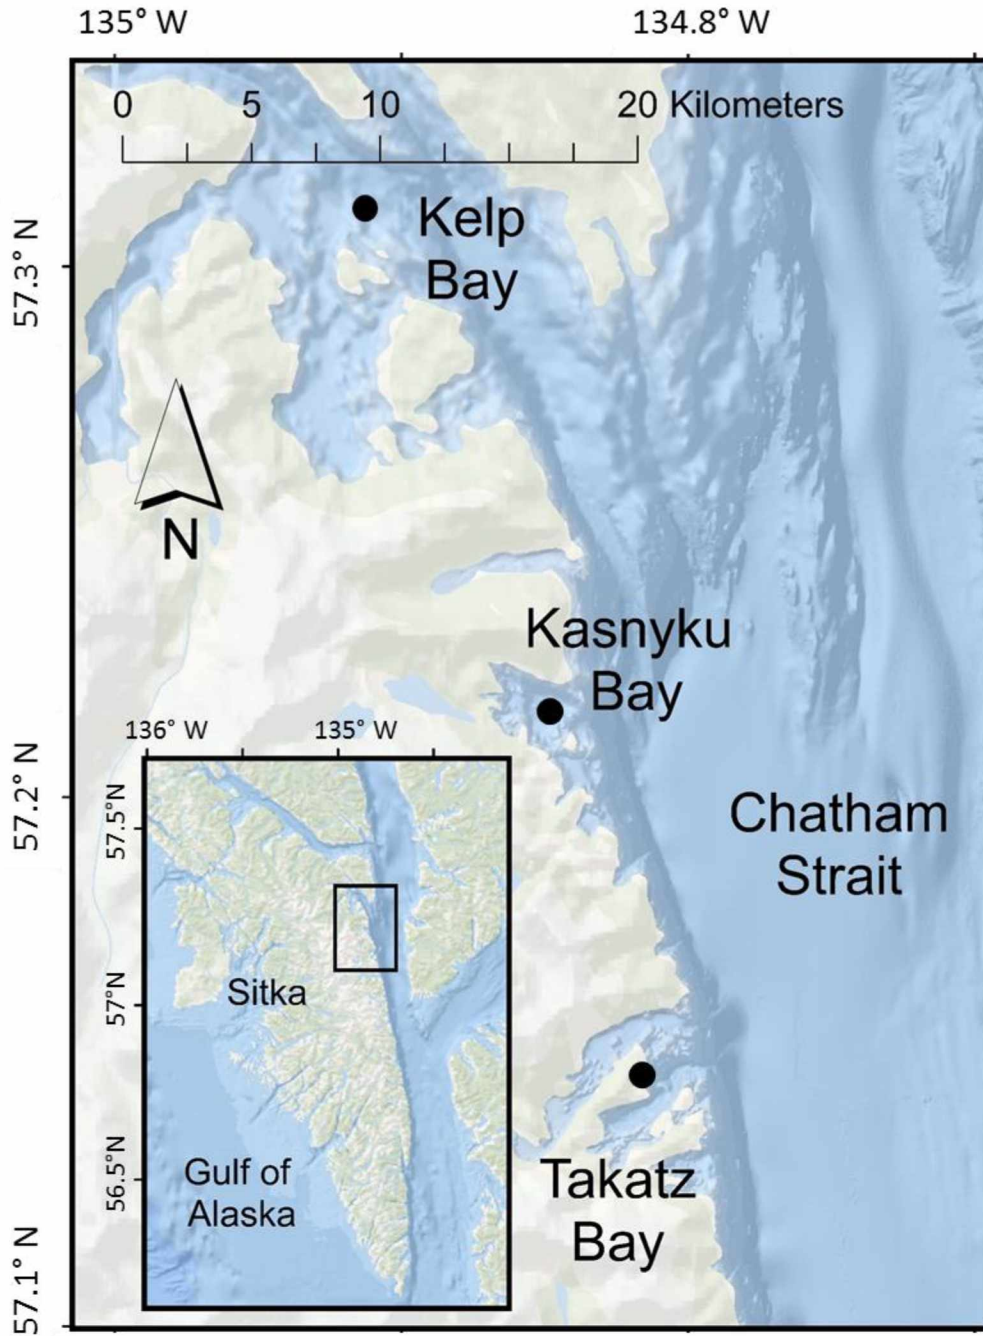 135° W
134.8° W
0 5 10 20 Kilometers
Kelp
Bay
57.3° N
N
Kasnyku
Bay
136° W
135° W
57.2° N
57.5°N
Chatham
Strait
57°N
Sitka
56.5°N
Gulf of
Alaska
Takatz
Bay
57.1° N